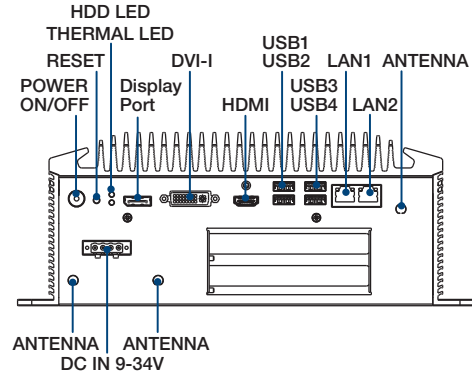 HDD LED
THERMAL LED
RESET
POWER
ON/OFF
Display
Port
DVI-I
HDMI
USB1
USB2
USB3
USB4
LAN1
LAN2
ANTENNA
ANTENNA
ANTENNA
DC IN 9-34V